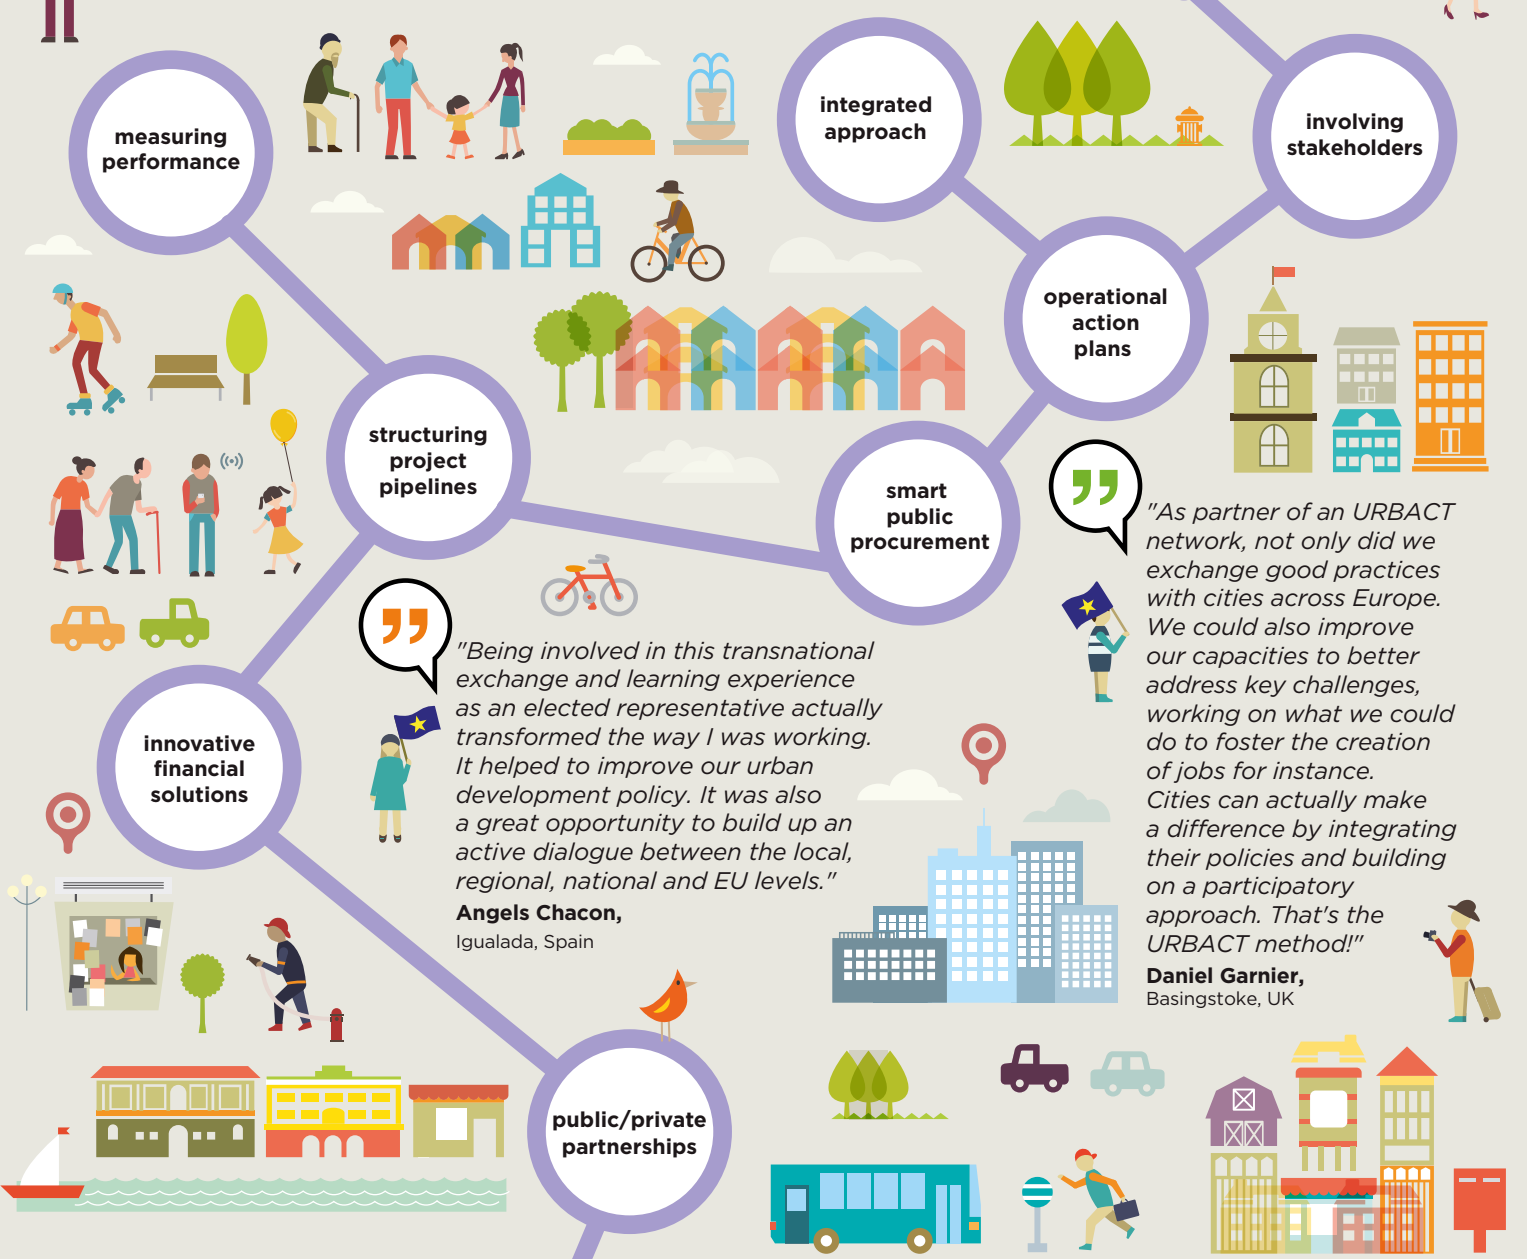 measuring
performance
integrated
approach
involving
stakeholders
operational
action
plans
structuring
project
pipelines
smart
public
procurement
"As partner of an URBACT
network, not only did we
exchange good practices
with cities across Europe.
We could also improve
our capacities to better
address key challenges,
working on what we could
do to foster the creation
of jobs for instance.
Cities can actually make
a difference by integrating
their policies and building
on a participatory
approach. That's the
URBACT method!"
Daniel Garnier,
Basingstoke, UK
"Being involved in this transnational
exchange and learning experience
as an elected representative actually
transformed the way I was working.
It helped to improve our urban
development policy. It was also
a great opportunity to build up an
active dialogue between the local,
regional, national and EU levels."
Angels Chacon,
Igualada, Spain
innovative
financial
solutions
public/private
partnerships